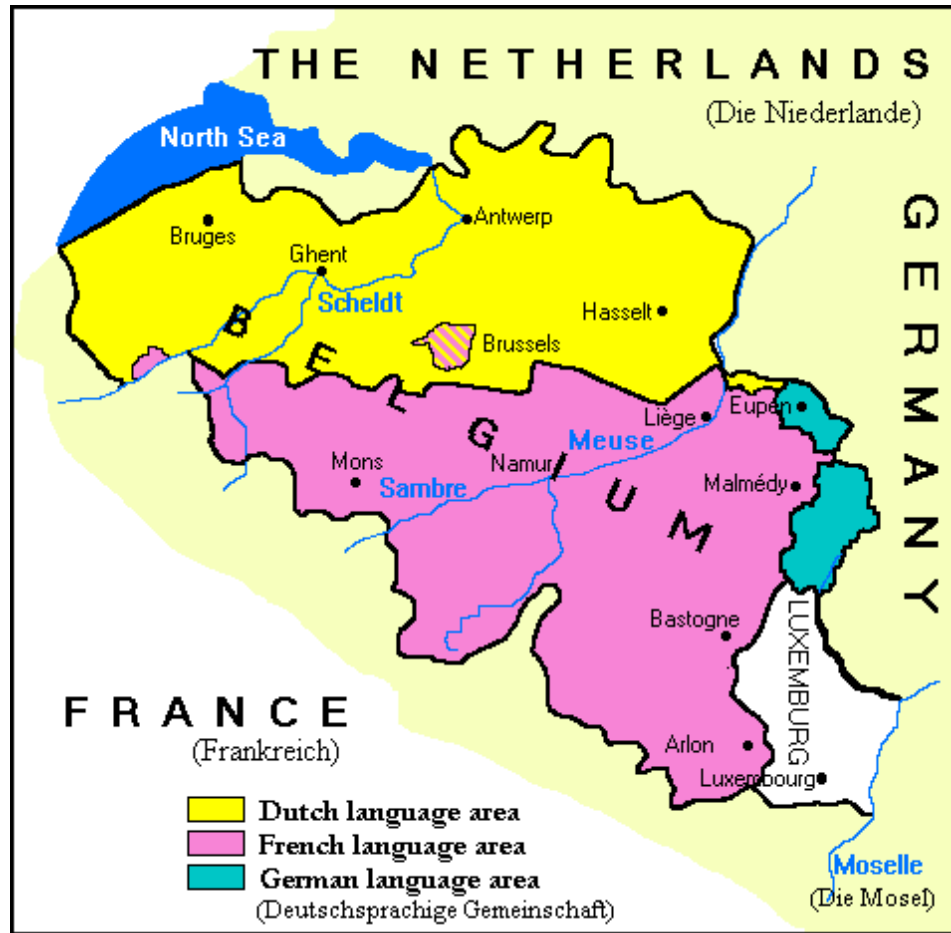 THE NETHERLANDS
(Die Niederlande)
North Sea
GERMANY
Bruges
Antwerp
Ghent
Scheldt
Hasselt
BELGIUM
Brussels
Liège
Eupen
Meuse
Mons
Namur
Sambre
Malmédy
Bastogne
LUXEMBURG
FRANCE
(Frankreich)
Arlon
Luxembourg
Dutch language area
French language area
German language area
(Deutschsprachige Gemeinschaft)
Moselle
(Die Mosel)